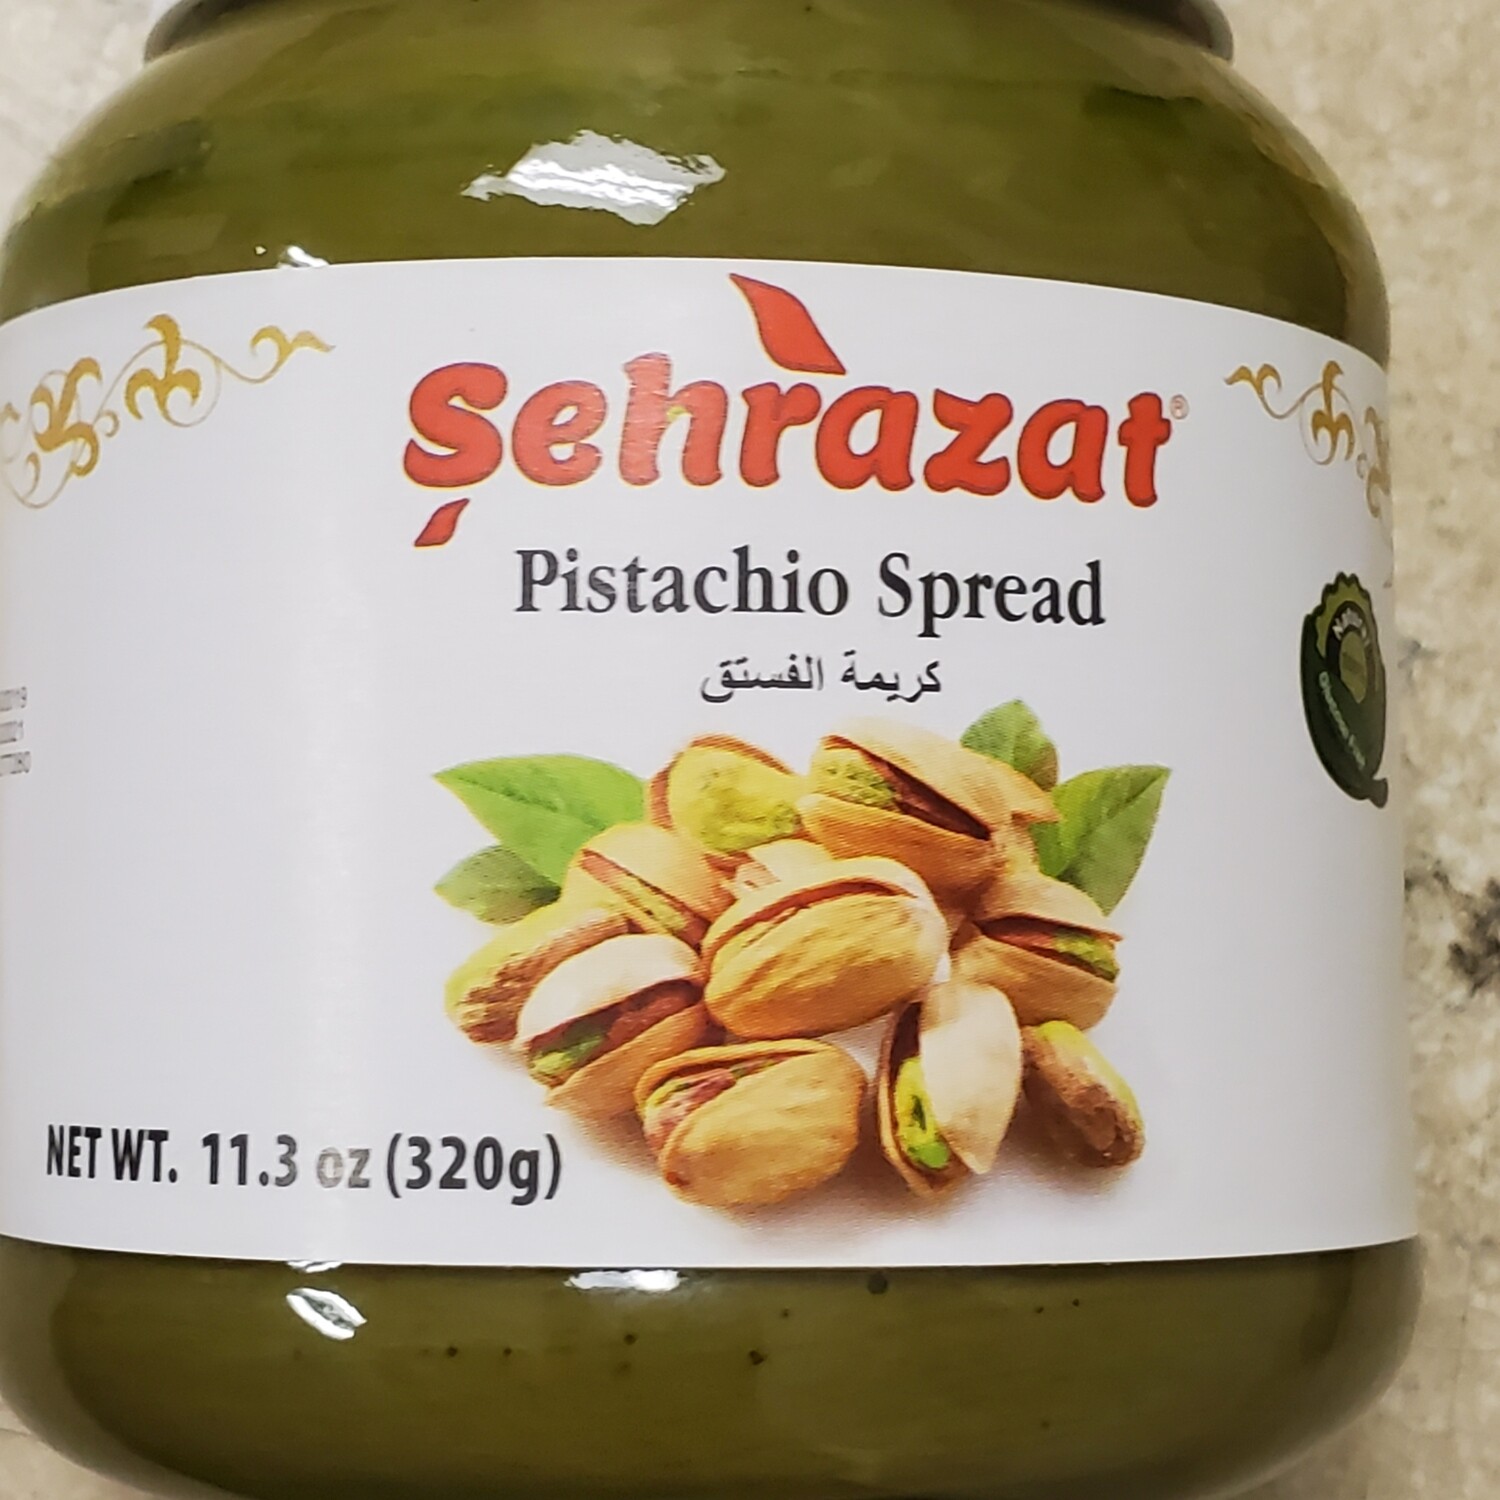 Şehrazat®
Pistachio Spread
كريمة الفستق
NET WT. 11.3 oz (320g)